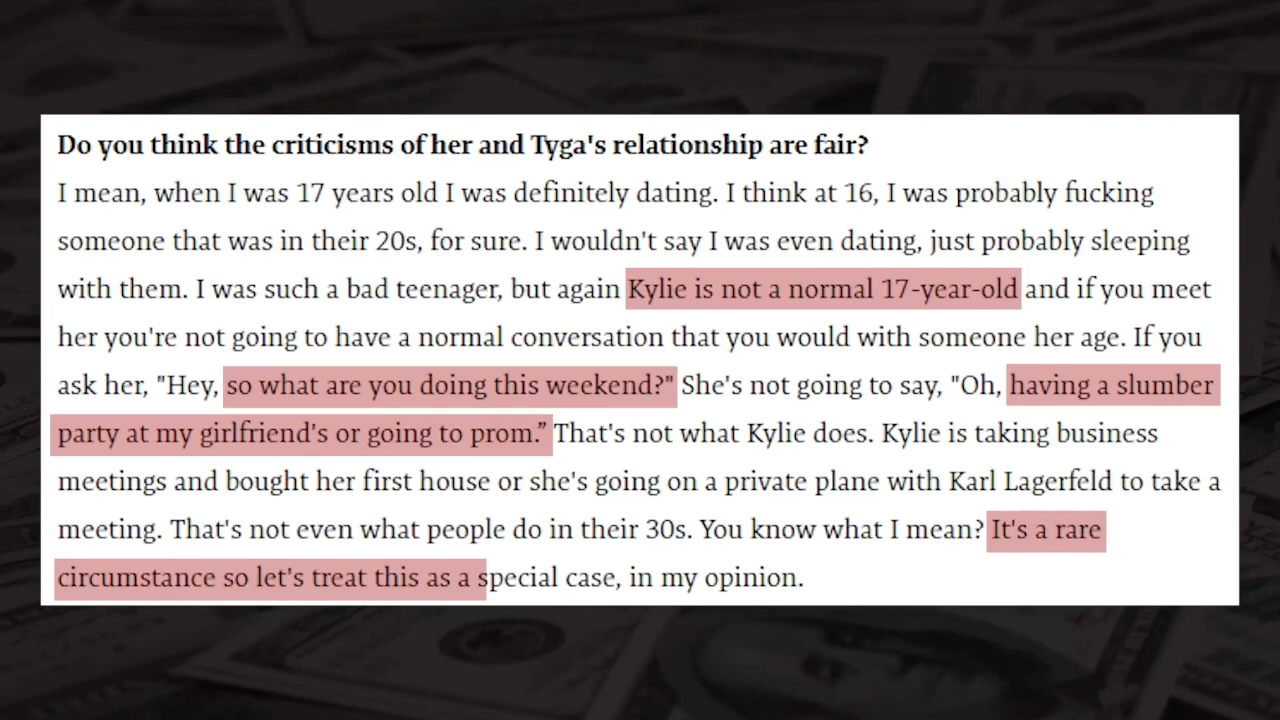 Do you think the criticisms of her and Tyga's relationship are fair?
I mean, when I was 17 years old I was definitely dating. I think at 16, I was probably fucking
someone that was in their 20s, for sure. I wouldn't say I was even dating, just probably sleeping
with them. I was such a bad teenager, but again Kylie is not a normal 17-year-old and if you meet
her you're not going to have a normal conversation that you would with someone her age. If you
ask her, "Hey, so what are you doing this weekend?" She's not going to say, "Oh, having a slumber
party at my girlfriend's or going to prom.” That's not what Kylie does. Kylie is taking business
meetings and bought her first house or she's going on a private plane with Karl Lagerfeld to take a
meeting. That's not even what people do in their 30s. You know what I mean? It's a rare
circumstance so let's treat this as a special case, in my opinion.